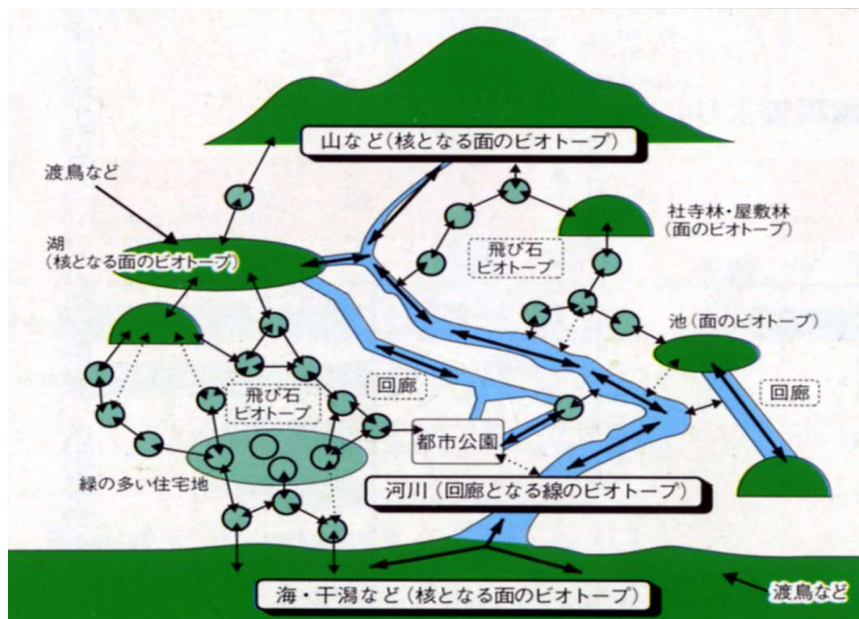 山など(核となる面のビオトープ)
渡鳥など
社寺林・屋敷林
(面のビオトープ)
湖
(核となる面のビオトープ)
飛び石
ビオトープ
池(面のビオトープ)
回廊
回廊
飛び石
ビオトープ
都市公園
緑の多い住宅地
河川(回廊となる線のビオトープ)
海・干潟など(核となる面のビオトープ)
渡鳥など